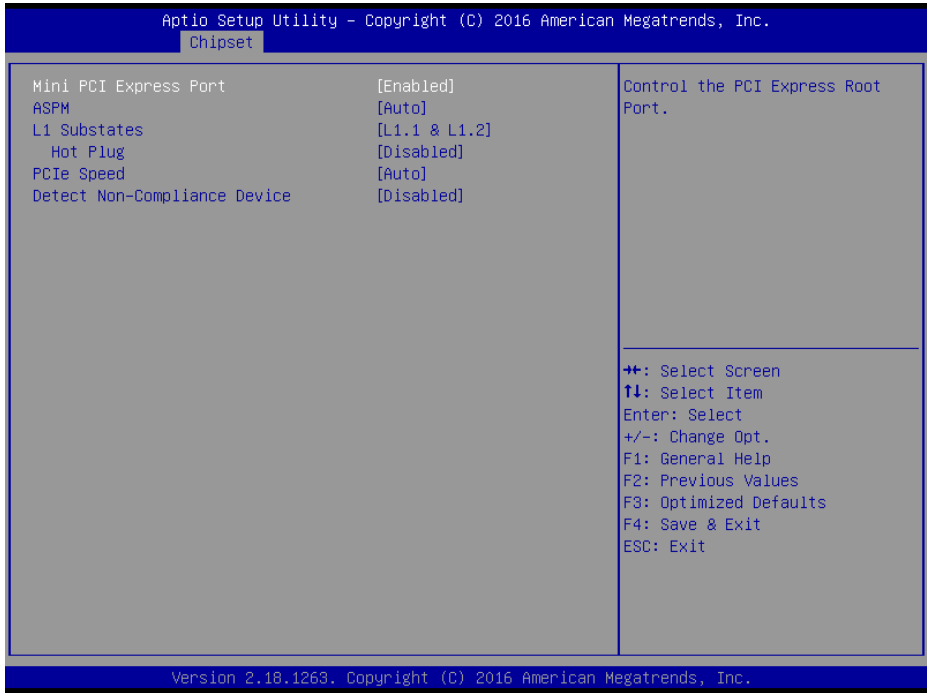 Aptio Setup Utility – Copyright (C) 2016 American Megatrends, Inc.
Chipset
Mini PCI Express Port [Enabled]
ASPM [Auto]
L1 Substates [L1.1 & L1.2]
Hot Plug [Disabled]
PCIe Speed [Auto]
Detect Non-Compliance Device [Disabled]
Control the PCI Express Root
Port.
→←: Select Screen
↑↓: Select Item
Enter: Select
+/-: Change Opt.
F1: General Help
F2: Previous Values
F3: Optimized Defaults
F4: Save & Exit
ESC: Exit
Version 2.18.1263. Copyright (C) 2016 American Megatrends, Inc.